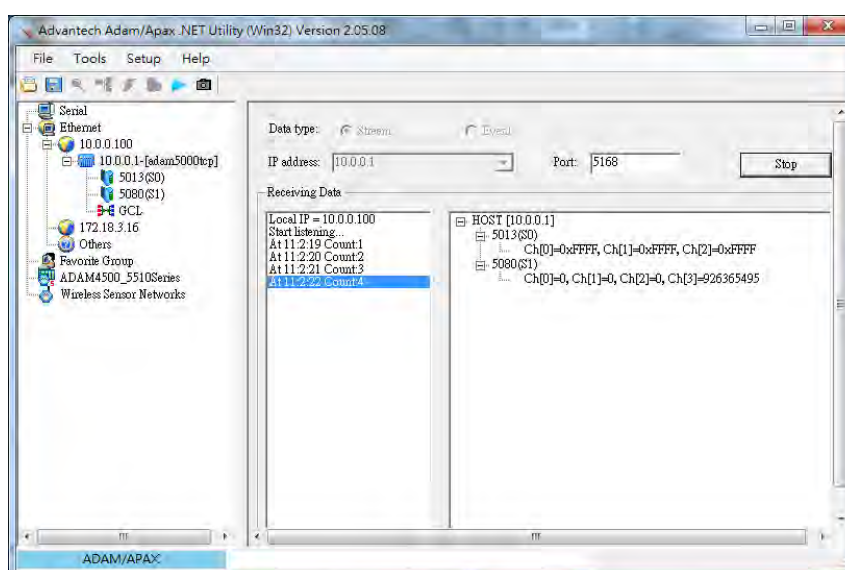 Advantech Adam/Apax .NET Utility (Win32) Version 2.05.08
File Tools Setup Help
Serial
Ethernet
10.0.0.100
10.0.0.1-[adam5000tcp]
5013(S0)
5080(S1)
GCL
172.18.3.16
Others
Favorite Group
ADAM4500_5510Series
Wireless Sensor Networks
Data type: Stream Event
IP address: 10.0.0.1 Port: 5168 Stop
Receiving Data
Local IP = 10.0.0.100
Start listening...
At 11:2:19 Count:1
At 11:2:20 Count:2
At 11:2:21 Count:3
At 11:2:22 Count:4
HOST [10.0.0.1]
5013(S0)
Ch[0]=0xFFFF, Ch[1]=0xFFFF, Ch[2]=0xFFFF
5080(S1)
Ch[0]=0, Ch[1]=0, Ch[2]=0, Ch[3]=926365495
ADAM/APAX